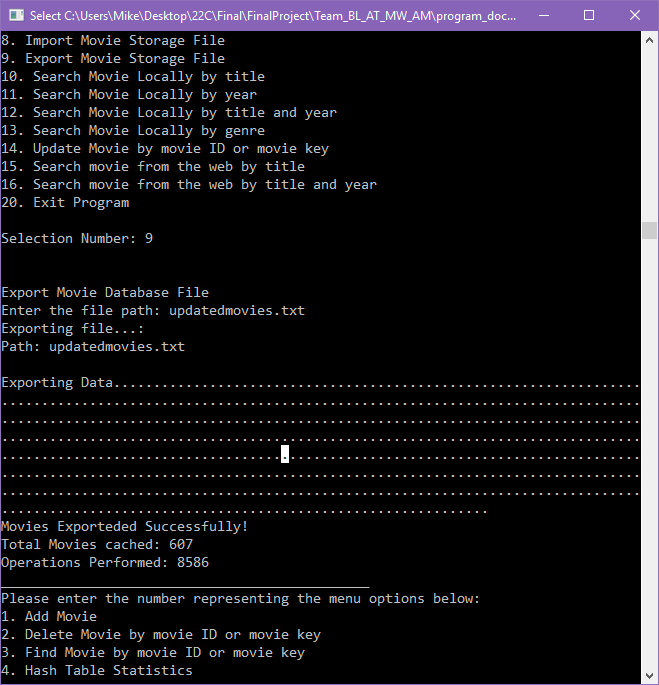 Select C:\Users\Mike\Desktop\22C\Final\FinalProject\Team_BL_AT_MW_AM\program_doc...
8. Import Movie Storage File
9. Export Movie Storage File
10. Search Movie Locally by title
11. Search Movie Locally by year
12. Search Movie Locally by title and year
13. Search Movie Locally by genre
14. Update Movie by movie ID or movie key
15. Search movie from the web by title
16. Search movie from the web by title and year
20. Exit Program
Selection Number: 9
Export Movie Database File
Enter the file path: updatedmovies.txt
Exporting file...:
Path: updatedmovies.txt
Exporting Data..................................................................
................................................................................
................................................................................
................................................................................
................................................................................
................................................................................
................................................................................
.............................................................
Movies Exporteded Successfully!
Total Movies cached: 607
Operations Performed: 8586
______________________________________________
Please enter the number representing the menu options below:
1. Add Movie
2. Delete Movie by movie ID or movie key
3. Find Movie by movie ID or movie key
4. Hash Table Statistics